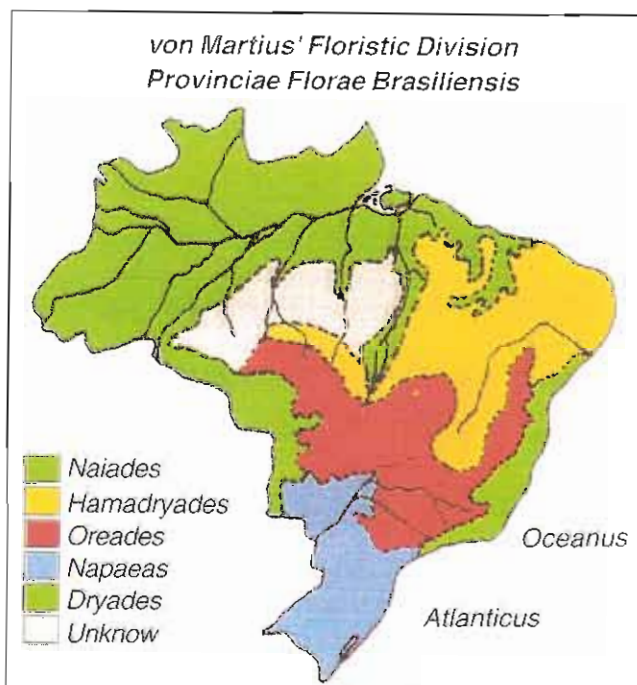 von Martius' Floristic Division
Provinciae Florae Brasiliensis
Naiades
Hamadryades
Oreades
Napaeas
Dryades
Unknow
Oceanus
Atlanticus